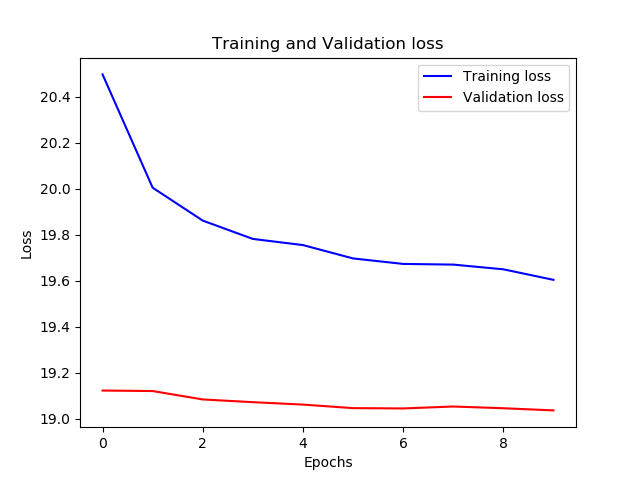 Training and Validation loss
Training loss
Validation loss
20.4
20.2
20.0
19.8
19.6
19.4
19.2
19.0
Loss
0
2
4
6
8
Epochs